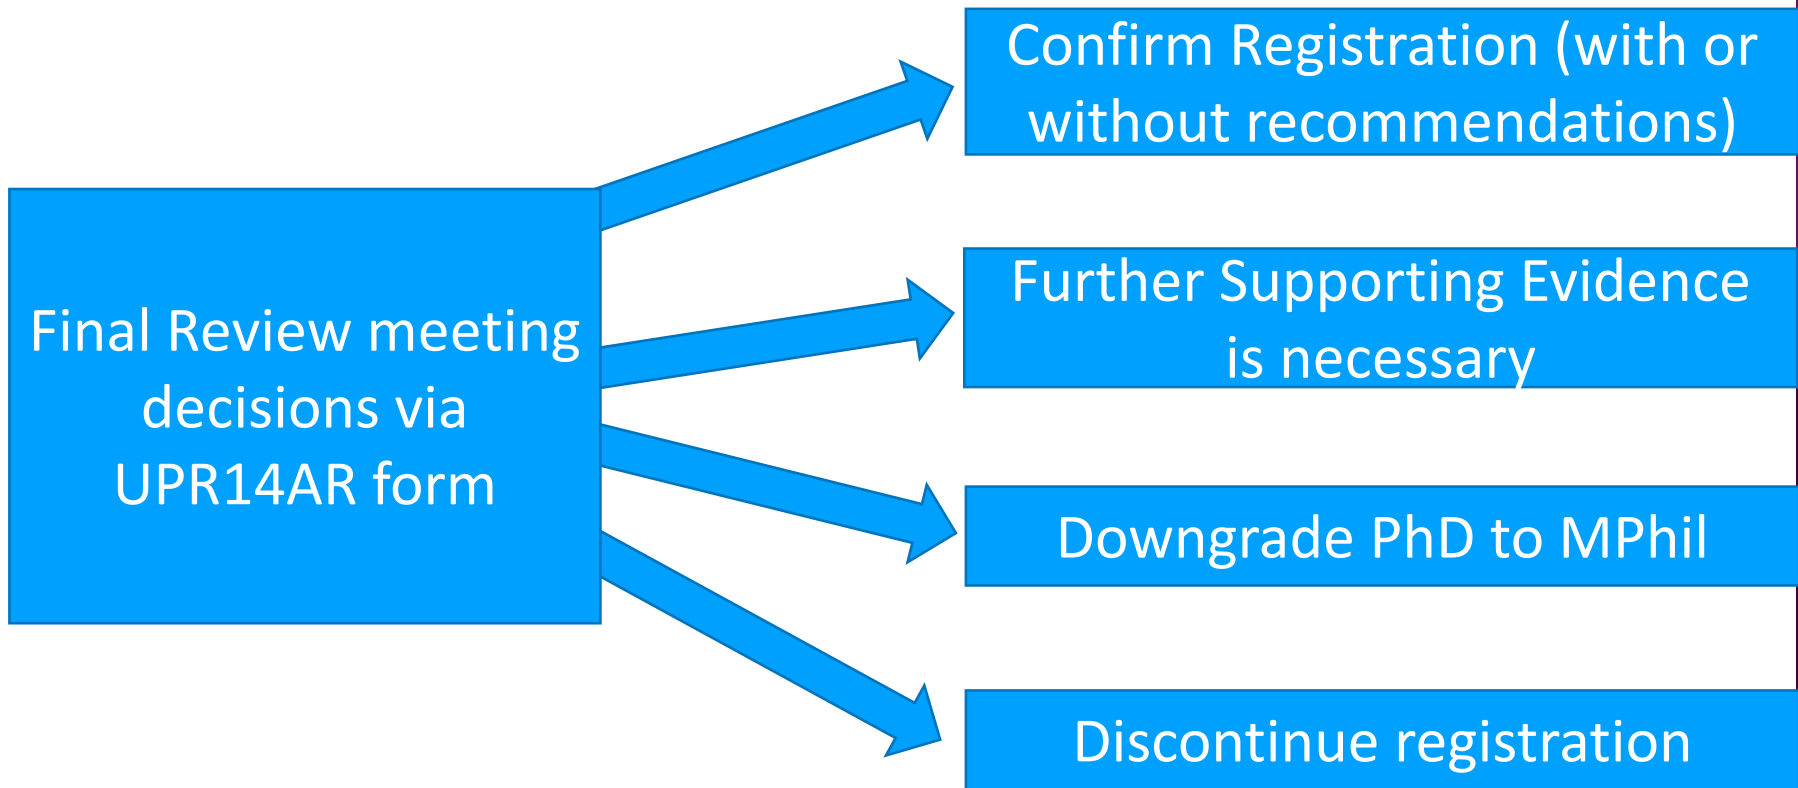 Confirm Registration (with or
without recommendations)
Final Review meeting
decisions via
UPR14AR form
Further Supporting Evidence
is necessary
Downgrade PhD to MPhil
Discontinue registration